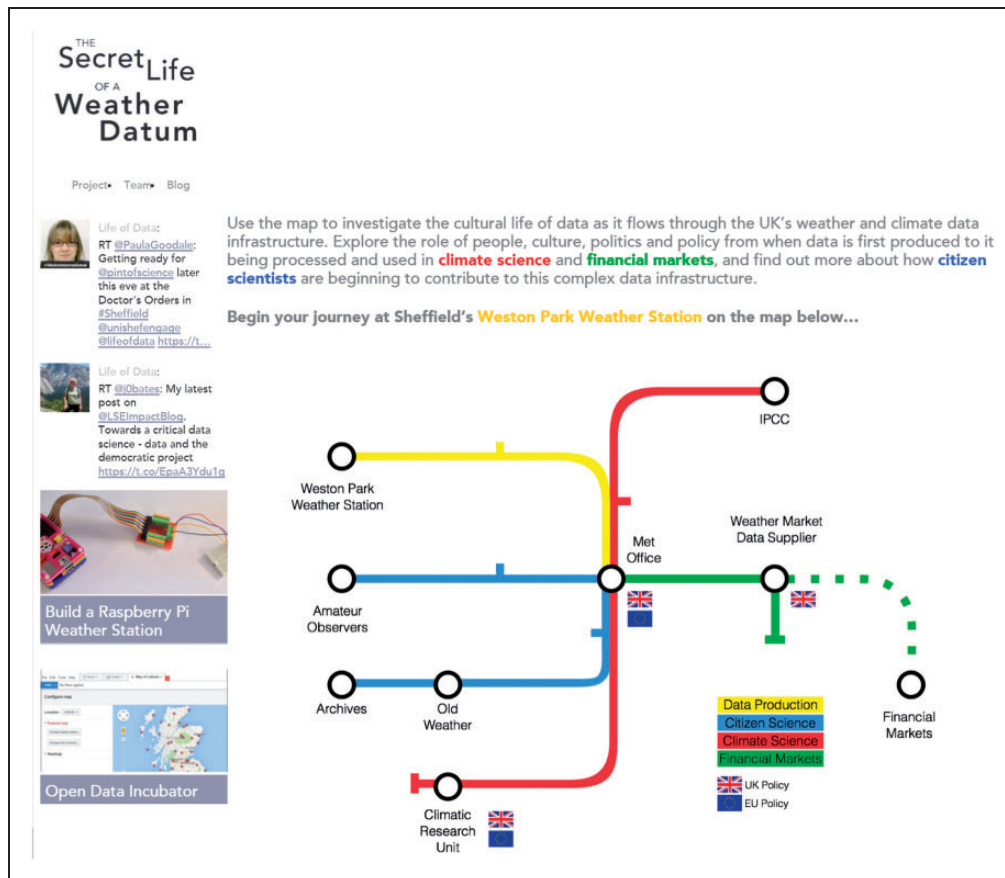 THE
Secret Life
OF A
Weather
Datum
Project• Team• Blog
Life of Data:
RT @PaulaGoodale:
Getting ready for
@pintofscience later
this eve at the
Doctor's Orders in
#Sheffield
@unishefengage
@lifeofdata https://t...
Life of Data:
RT @j0bates: My latest
post on
@LSEImpactBlog.
Towards a critical data
science - data and the
democratic project
https://t.co/EpaA3Ydu1q
Build a Raspberry Pi
Weather Station
Configure map
Open Data Incubator
Use the map to investigate the cultural life of data as it flows through the UK's weather and climate data
infrastructure. Explore the role of people, culture, politics and policy from when data is first produced to it
being processed and used in climate science and financial markets, and find out more about how citizen
scientists are beginning to contribute to this complex data infrastructure.
Begin your journey at Sheffield's Weston Park Weather Station on the map below...
IPCC
Weston Park
Weather Station
Met
Office
Weather Market
Data Supplier
Amateur
Observers
Archives
Old
Weather
Financial
Markets
Climatic
Research
Unit
Data Production
Citizen Science
Climate Science
Financial Markets
UK Policy
EU Policy